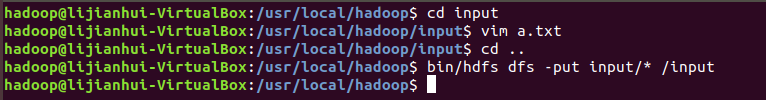 hadoop@lijianhui-VirtualBox:/usr/local/hadoop$ cd input
hadoop@lijianhui-VirtualBox:/usr/local/hadoop/input$ vim a.txt
hadoop@lijianhui-VirtualBox:/usr/local/hadoop/input$ cd ..
hadoop@lijianhui-VirtualBox:/usr/local/hadoop$ bin/hdfs dfs -put input/* /input
hadoop@lijianhui-VirtualBox:/usr/local/hadoop$